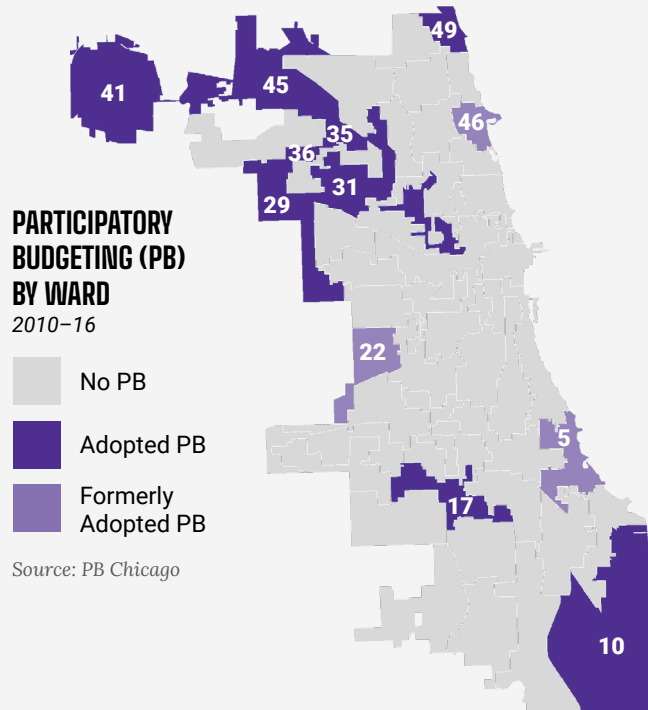 49
41
45
46
35
36
31
29
PARTICIPATORY
BUDGETING (PB)
BY WARD
2010–16
22
No PB
Adopted PB
5
Formerly
Adopted PB
17
Source: PB Chicago
10